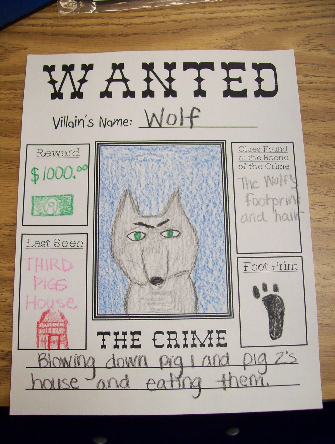 WANTED
Villain's Name: Wolf
Reward
$1000.00
Clues Found
at the Scene
of the Crime
The Wolfs
footprint
and hair
Last Seen
THIRD
PIGS
House
Foot Print
THE CRIME
Blowing down pig 1 and pig 2's
house and eating them.